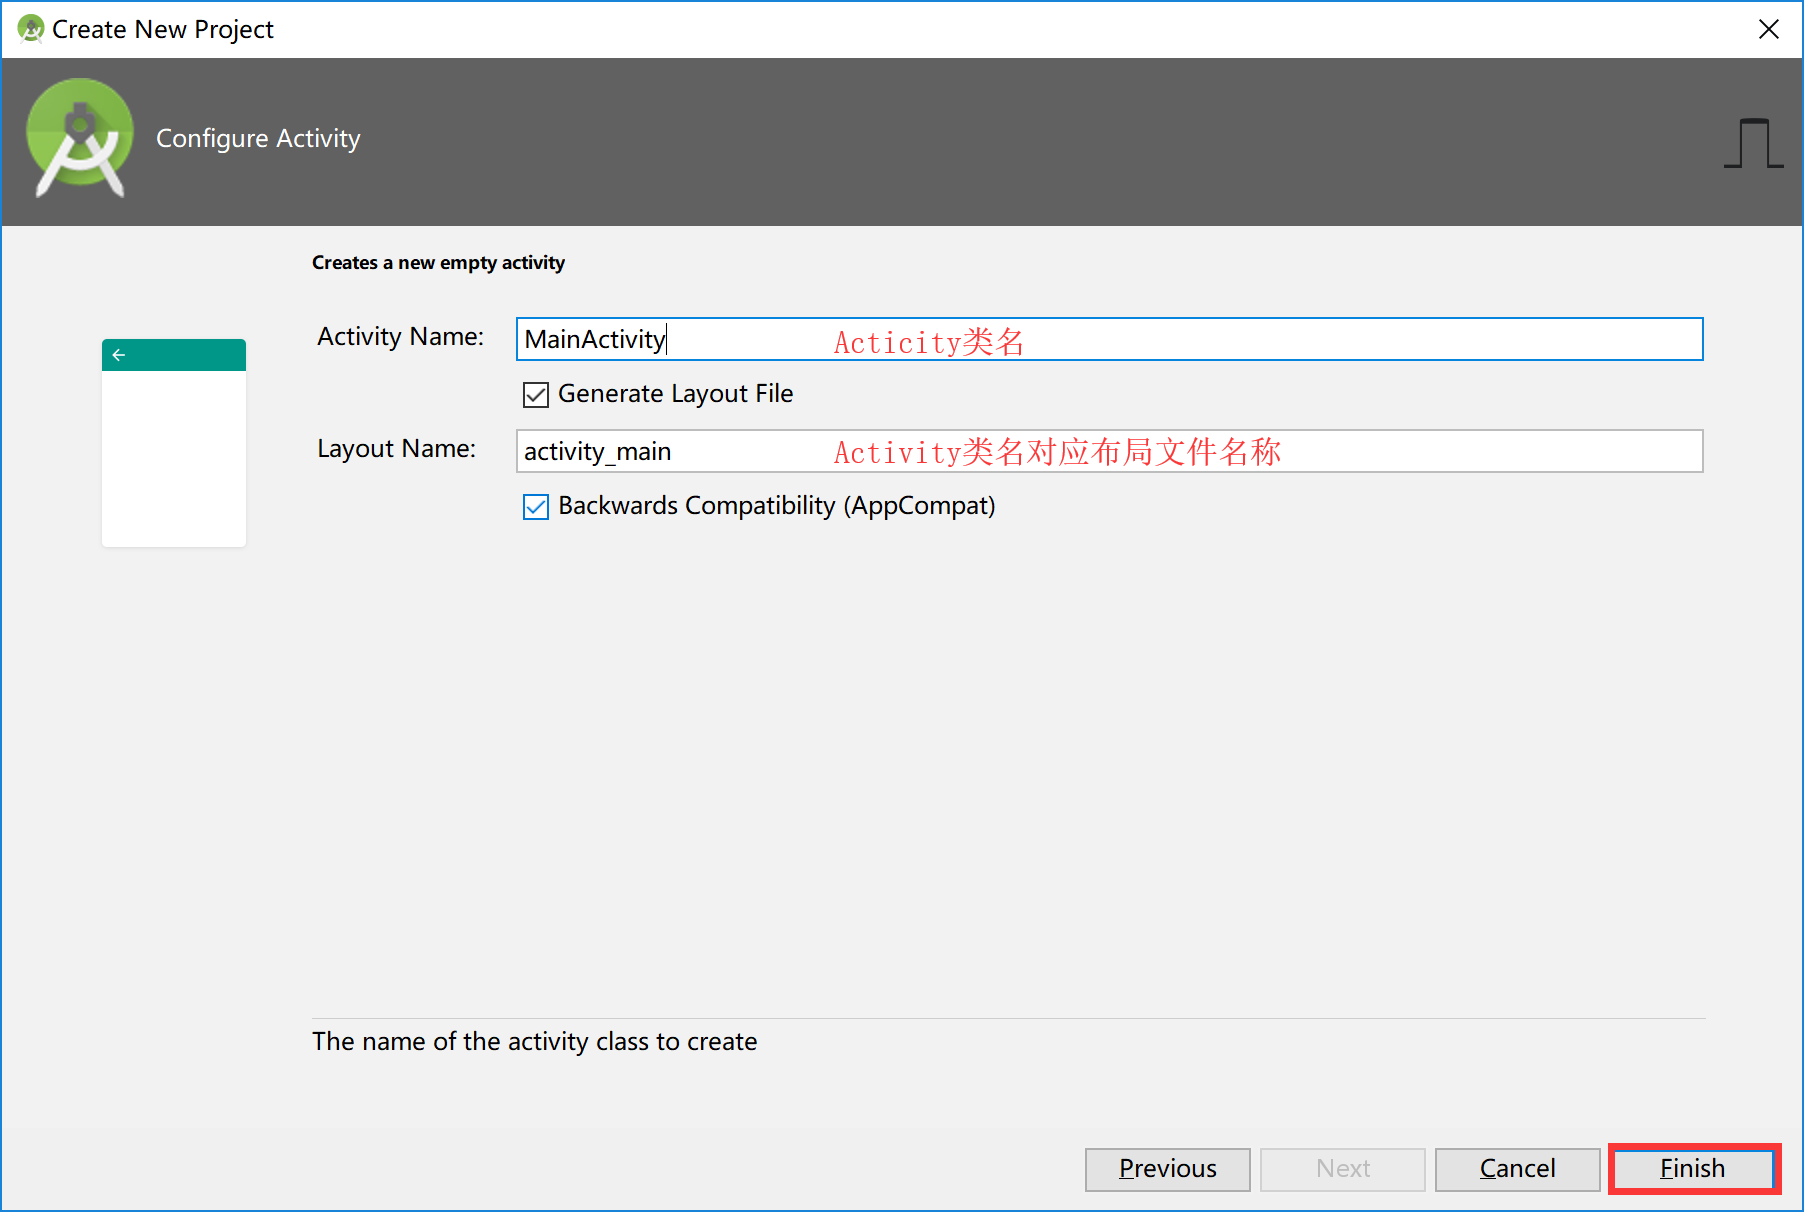 Create New Project
Configure Activity
Creates a new empty activity
Activity Name: MainActivity Acticity类名
Generate Layout File
Layout Name: activity_main Activity类名对应布局文件名称
Backwards Compatibility (AppCompat)
The name of the activity class to create
Previous Next Cancel Finish